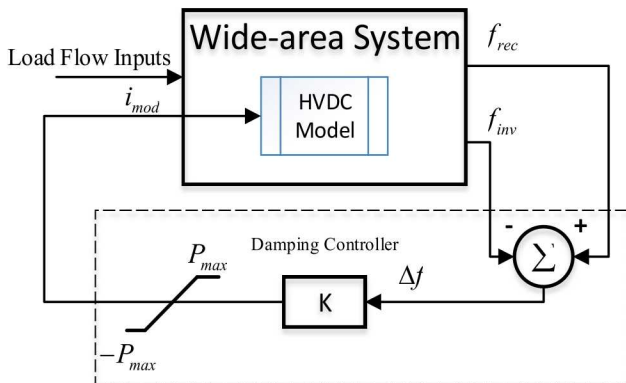 Wide-area System
f_rec
Load Flow Inputs
i_mod
HVDC
Model
f_inv
- +
Σ
Damping Controller
P_max
Δf
K
−P_max